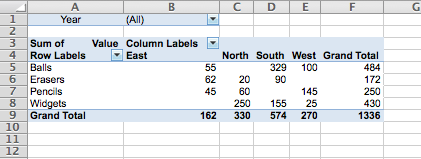 A B C D E F G
1 Year (All)
2
3 Sum of Value Column Labels
4 Row Labels East North South West Grand Total
5 Balls 55 329 100 484
6 Erasers 62 20 90 172
7 Pencils 45 60 145 250
8 Widgets 250 155 25 430
9 Grand Total 162 330 574 270 1336
10
11
12